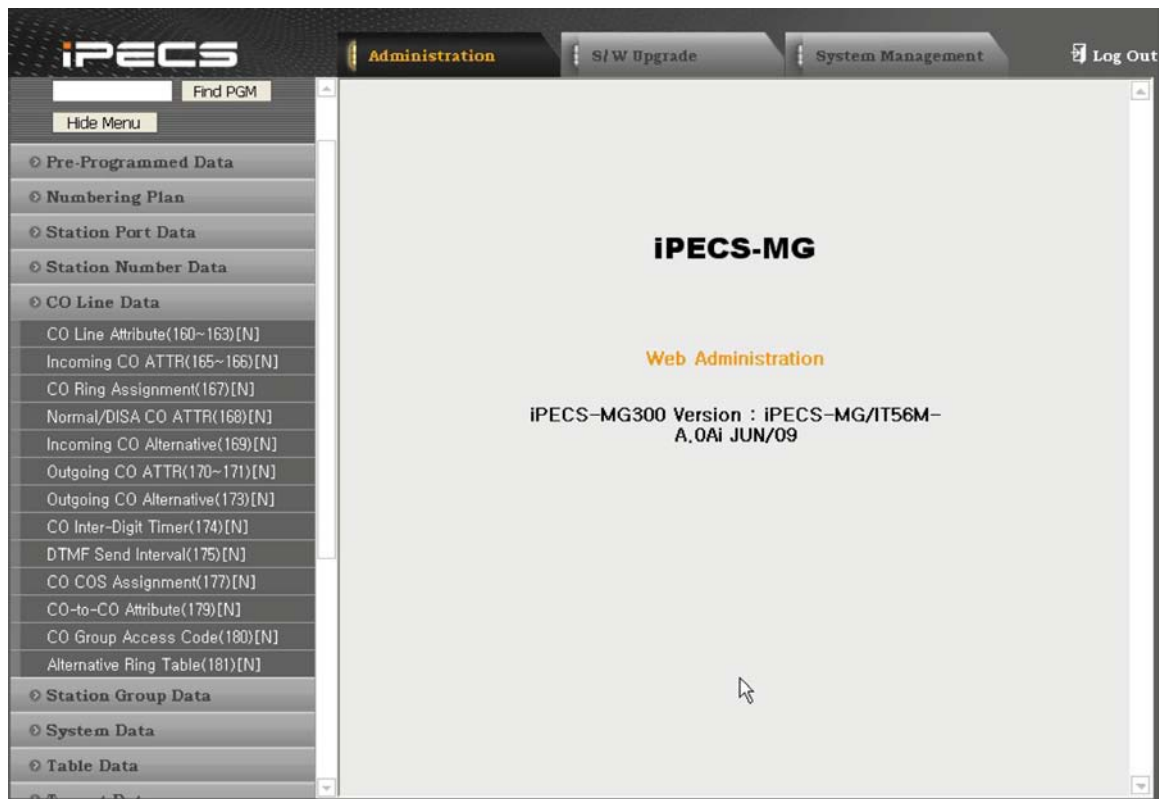 iPECS
Administration
S/W Upgrade
System Management
Log Out
Find PGM
Hide Menu
Pre-Programmed Data
Numbering Plan
Station Port Data
Station Number Data
CO Line Data
CO Line Attribute(160~163)[N]
Incoming CO ATTR(165~166)[N]
CO Ring Assignment(167)[N]
Normal/DISA CO ATTR(168)[N]
Incoming CO Alternative(169)[N]
Outgoing CO ATTR(170~171)[N]
Outgoing CO Alternative(173)[N]
CO Inter-Digit Timer(174)[N]
DTMF Send Interval(175)[N]
CO COS Assignment(177)[N]
CO-to-CO Attribute(179)[N]
CO Group Access Code(180)[N]
Alternative Ring Table(181)[N]
Station Group Data
System Data
Table Data
iPECS-MG
Web Administration
iPECS-MG300 Version : iPECS-MG/IT56M-
A.0Ai JUN/09